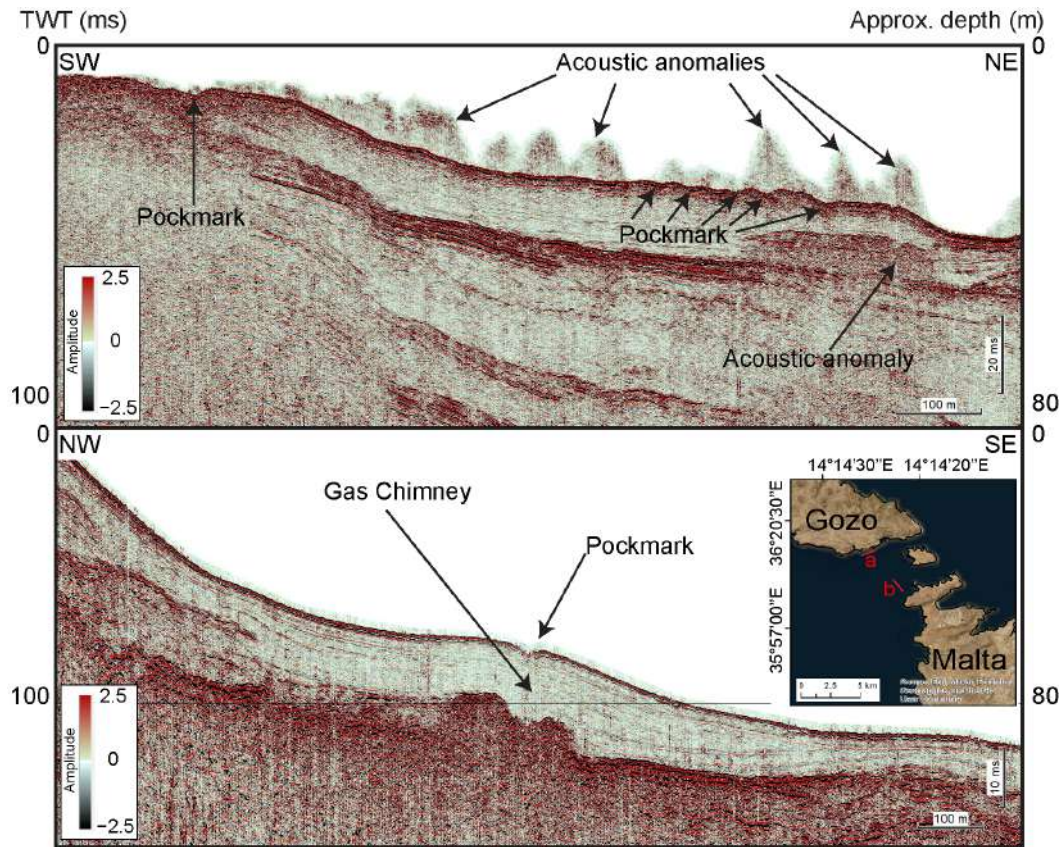 TWT (ms)
Approx. depth (m)
0
0
SW
Acoustic anomalies
NE
Pockmark
Pockmark
2.5
0
−2.5
Amplitude
Acoustic anomaly
20 ms
100 m
100
80
0
0
NW
SE
14°14'30"E
14°14'20"E
Gas Chimney
Pockmark
36°20'30"E
35°57'00"E
Gozo
a
b
Malta
0 2.5 5 km
100
80
2.5
0
−2.5
Amplitude
10 ms
100 m